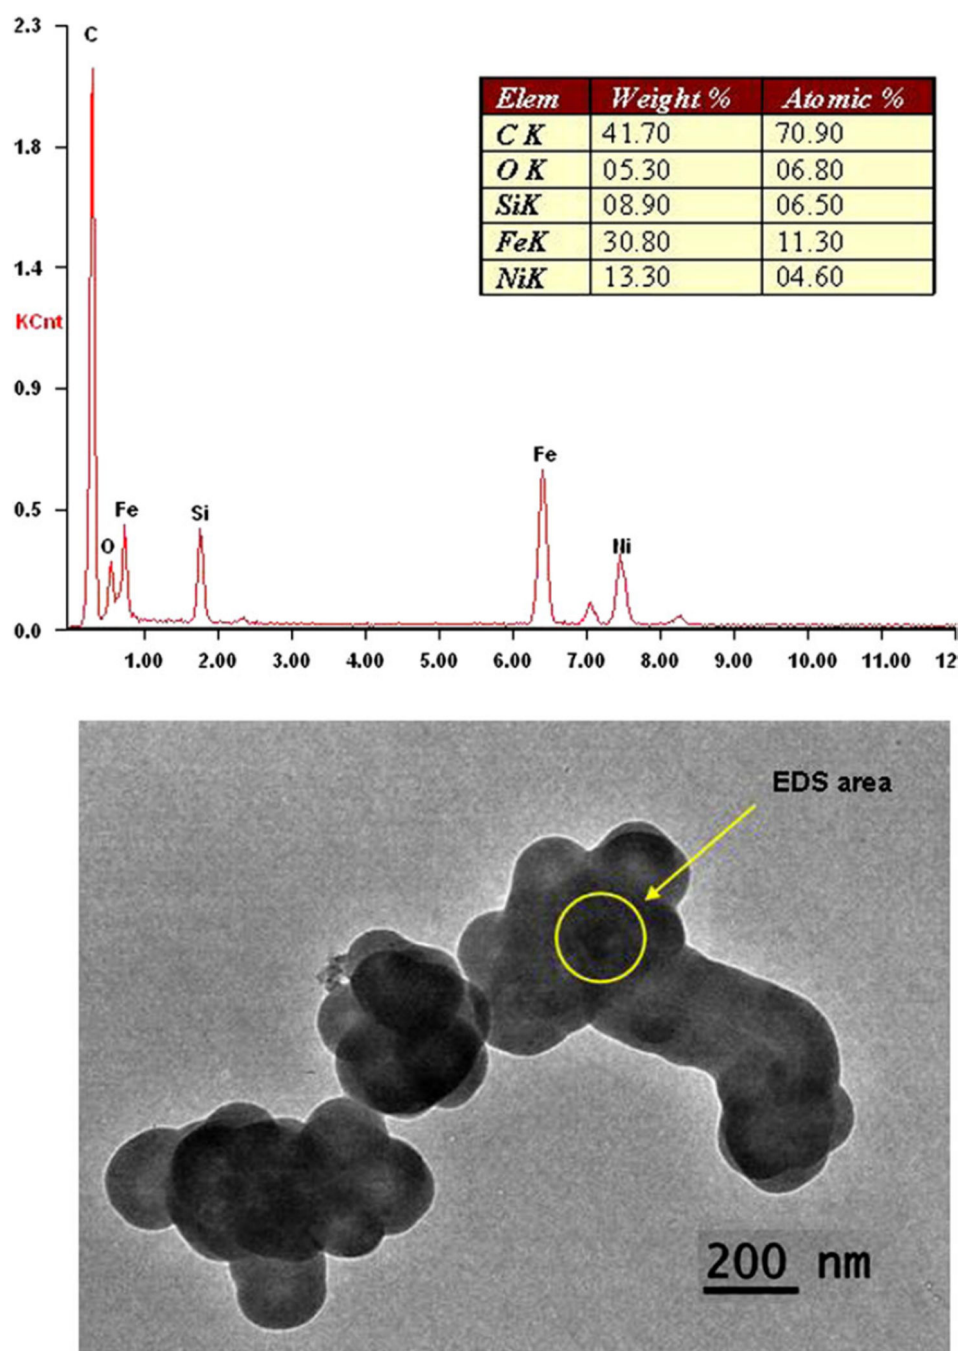 2.3
C
Elem Weight % Atomic %
C K 41.70 70.90
O K 05.30 06.80
SiK 08.90 06.50
FeK 30.80 11.30
NiK 13.30 04.60
1.8
1.4
KCnt
0.9
Fe
0.5
Fe
Si
O
Ni
0.0
1.00 2.00 3.00 4.00 5.00 6.00 7.00 8.00 9.00 10.00 11.00 12
EDS area
200 nm